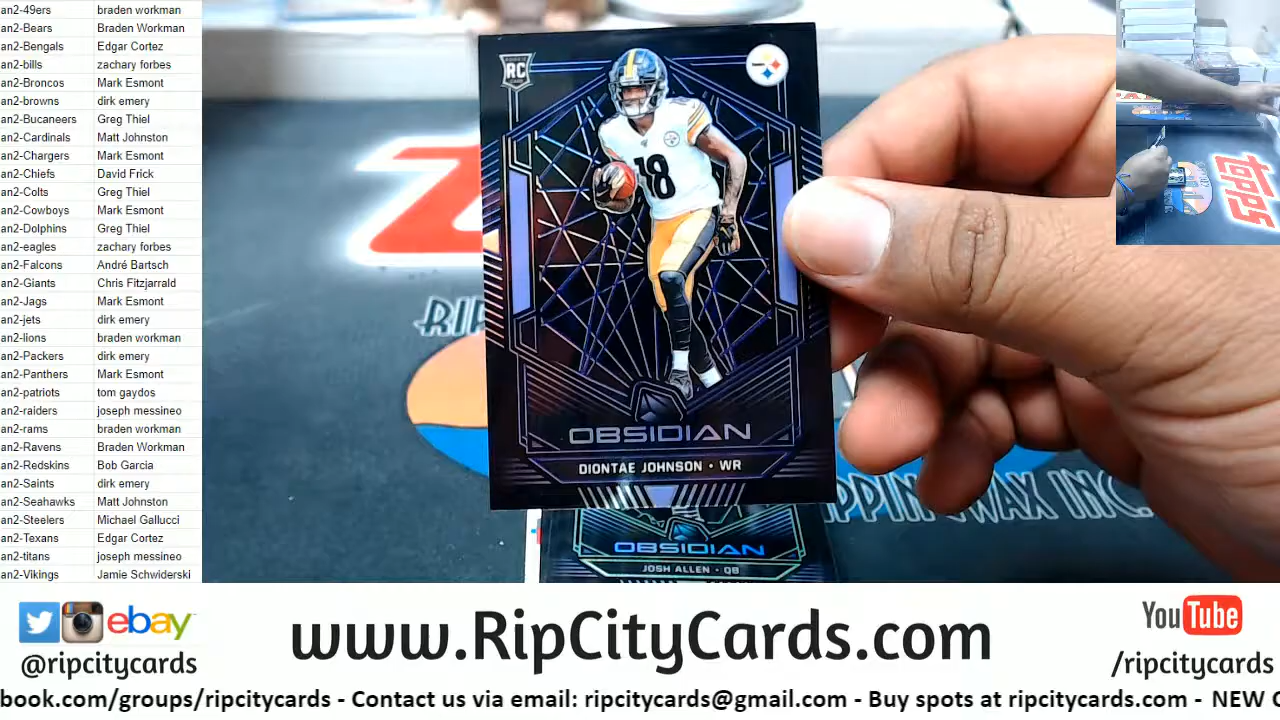 an2-49ers braden workman
an2-Bears Braden Workman
an2-Bengals Edgar Cortez
an2-bills zachary forbes
an2-Broncos Mark Esmont
an2-browns dirk emery
an2-Bucaneers Greg Thiel
an2-Cardinals Matt Johnston
an2-Chargers Mark Esmont
an2-Chiefs David Frick
an2-Colts Greg Thiel
an2-Cowboys Mark Esmont
an2-Dolphins Greg Thiel
an2-eagles zachary forbes
an2-Falcons André Bartsch
an2-Giants Chris Fitzjarrald
an2-Jags Mark Esmont
an2-jets dirk emery
an2-lions braden workman
an2-Packers dirk emery
an2-Panthers Mark Esmont
an2-patriots tom gaydos
an2-raiders joseph messineo
an2-rams braden workman
an2-Ravens Braden Workman
an2-Redskins Bob Garcia
an2-Saints dirk emery
an2-Seahawks Matt Johnston
an2-Steelers Michael Gallucci
an2-Texans Edgar Cortez
an2-titans joseph messineo
an2-Vikings Jamie Schwiderski
RC
18
OBSIDIAN
DIONTAE JOHNSON • WR
OBSIDIAN
JOSH ALLEN • QB
RIP
RIPPINGWAX INC.
TOPPS
ebay
@ripcitycards
www.RipCityCards.com
YouTube
/ripcitycards
book.com/groups/ripcitycards - Contact us via email: ripcitycards@gmail.com - Buy spots at ripcitycards.com - NEW